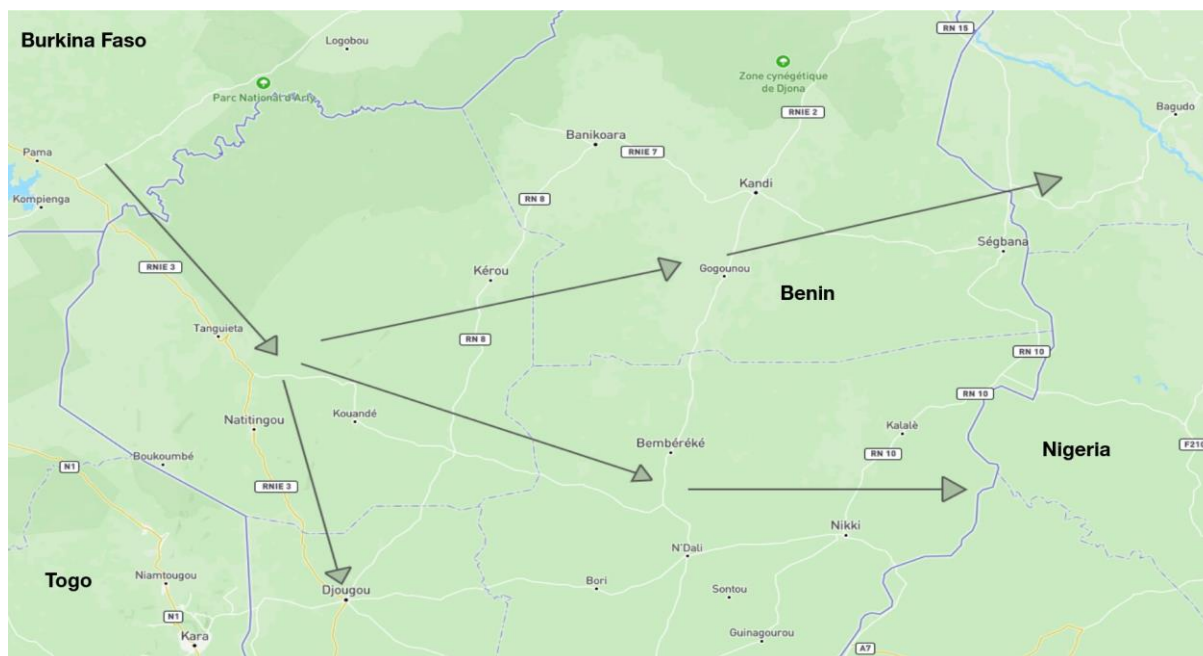 Burkina Faso
Logobou
RN 15
Parc National d'Arly
Zone cynégétique
de Djona
Bagudo
RNIE 2
Pama
Banikoara
RNIE 7
Kompienga
Kandi
RN 8
Ségbana
RNIE 3
Kérou
Gogounou
Benin
Tanguieta
RN 8
RN 10
RN 10
Kouandé
Natitingou
Kalalè
Bembéréké
Nigeria
F210
Boukoumbé
N1
RN 10
RNIE 3
Nikki
N'Dali
Togo
Niamtougou
Djougou
Bori
Sontou
N1
Kara
Guinagourou
A7